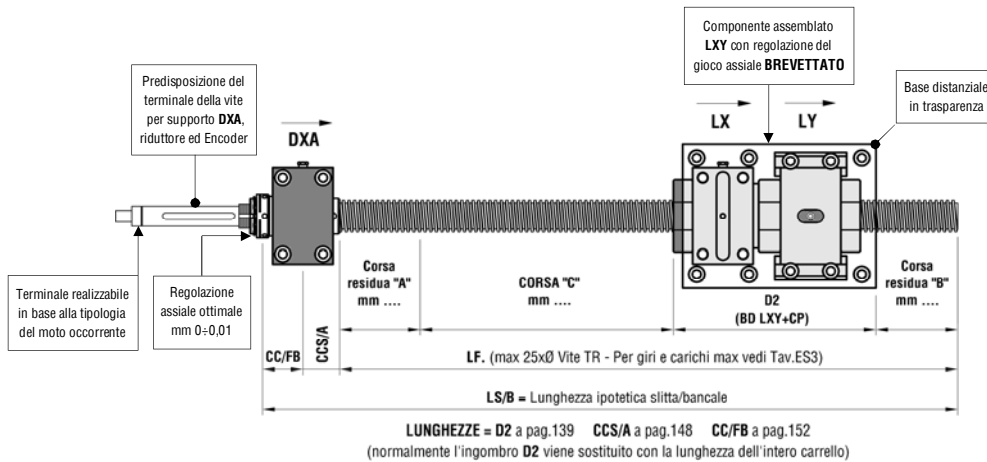 Componente assemblato
LXY con regolazione del
gioco assiale BREVETTATO
Predisposizione del
terminale della vite
per supporto DXA,
riduttore ed Encoder
Base distanziale
in trasparenza
DXA
LX
LY
Terminale realizzabile
in base alla tipologia
del moto occorrente
Regolazione
assiale ottimale
mm 0÷0,01
Corsa
residua "A"
mm ....
CORSA "C"
mm ....
D2
(BD LXY+CP)
Corsa
residua "B"
mm ....
CC/FB
CCS/A
LF. (max 25xØ Vite TR - Per giri e carichi max vedi Tav.ES3)
LS/B = Lunghezza ipotetica slitta/bancale
LUNGHEZZE = D2 a pag.139 CCS/A a pag.148 CC/FB a pag.152
(normalmente l'ingombro D2 viene sostituito con la lunghezza dell'intero carrello)